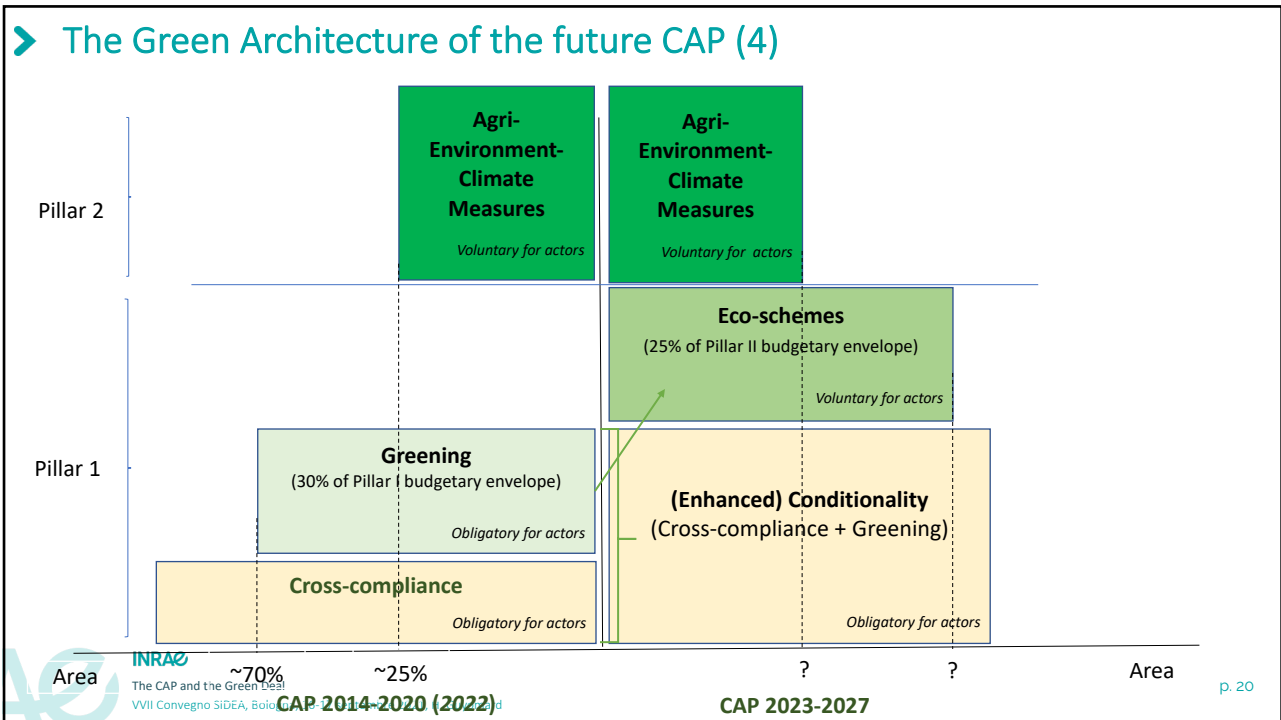 The Green Architecture of the future CAP (4)
Pillar 2
Agri-
Environment-
Climate
Measures
Voluntary for actors
Agri-
Environment-
Climate
Measures
Voluntary for actors
Pillar 1
Eco-schemes
(25% of Pillar II budgetary envelope)
Voluntary for actors
Greening
(30% of Pillar I budgetary envelope)
Obligatory for actors
(Enhanced) Conditionality
(Cross-compliance + Greening)
Obligatory for actors
Cross-compliance
Obligatory for actors
Area
~70%
~25%
?
?
Area
INRAE
The CAP and the Green Deal
VVII Convegno SIDEA, Bologna
CAP 2014-2020 (2022)
CAP 2023-2027
p. 20